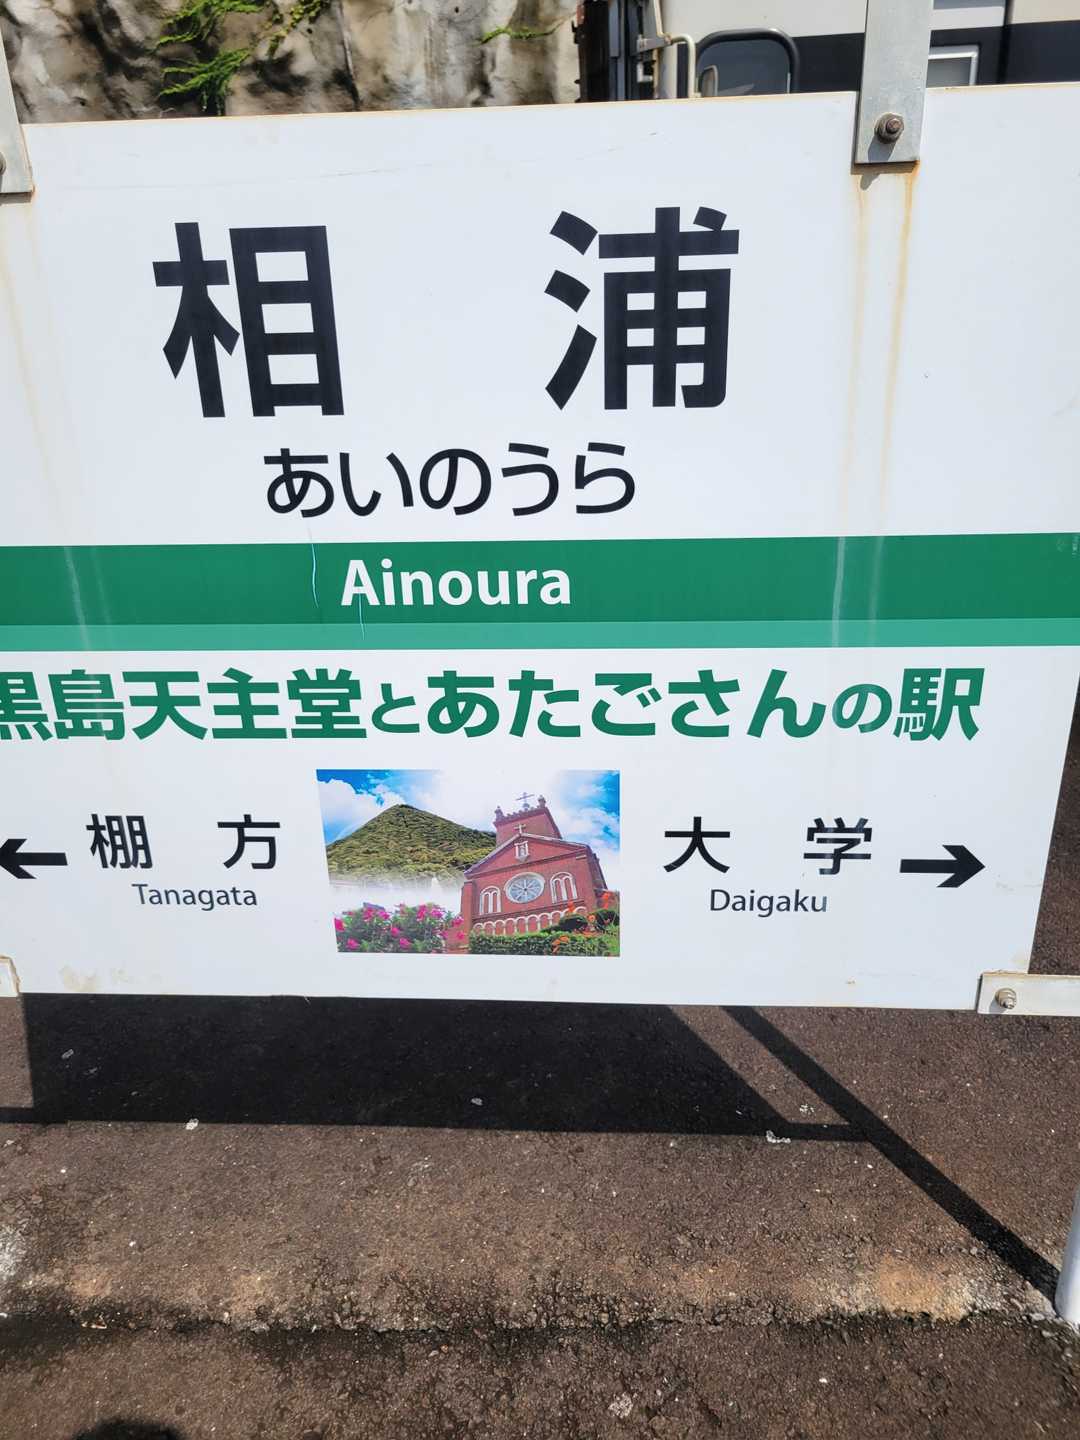 相浦
あいのうら
Ainoura
黒島天主堂とあたごさんの駅
← 棚方 大学 →
Tanagata Daigaku